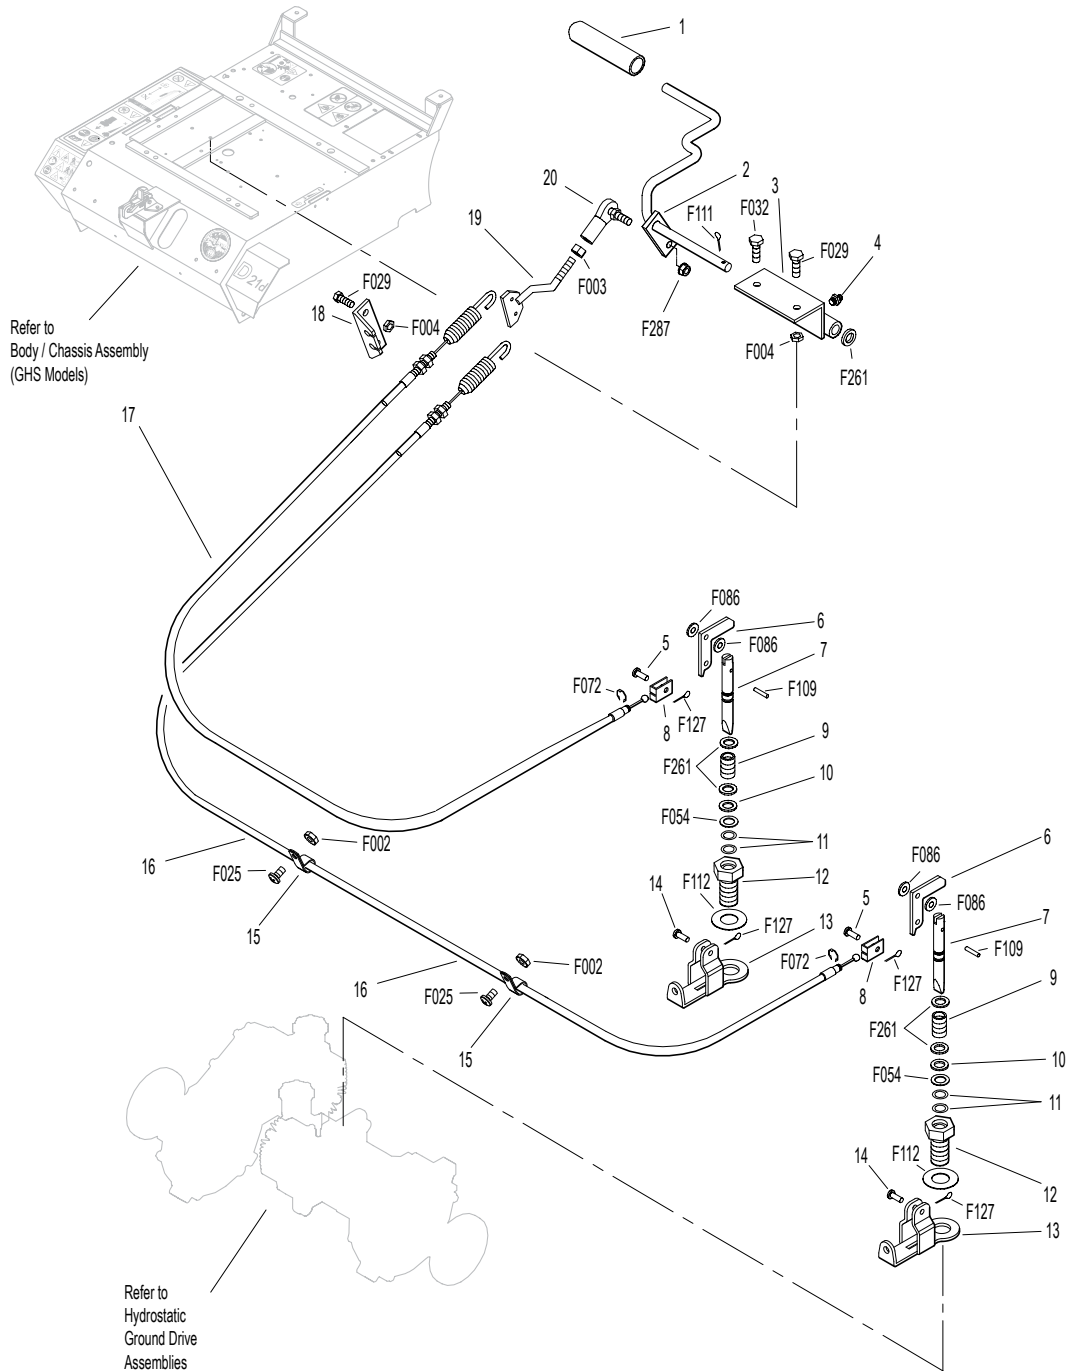 1
20
2
F111
3
F032
19
F029
4
F003
F029
D21d
F287
18
F004
F004
F261
Refer to
Body / Chassis Assembly
(GHS Models)
17
F086
6
5
F086
7
F072
F109
8
F127
9
F261
10
F054
F002
11
16
F025
F112
12
14
15
F127
13
F086
6
5
F086
7
F072
F109
F002
8
F127
16
F025
9
F261
15
10
F054
11
F112
14
12
F127
13
Refer to
Hydrostatic
Ground Drive
Assemblies